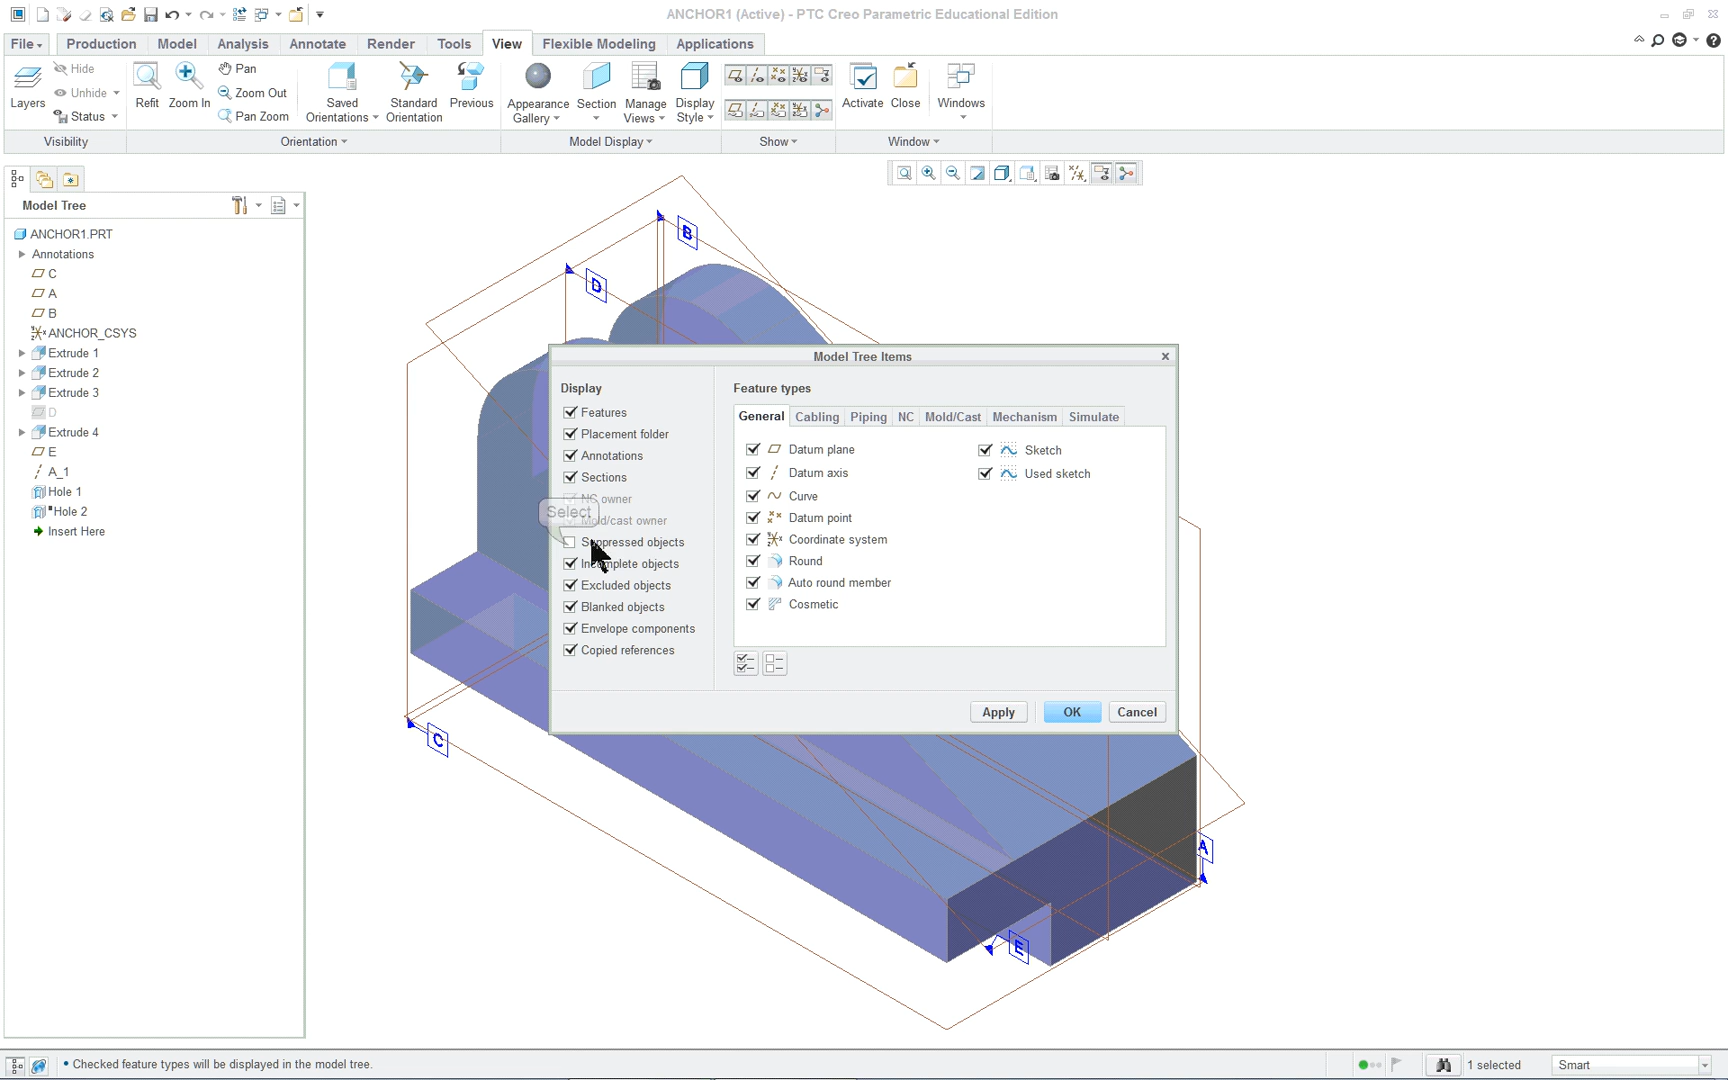 ANCHOR1 (Active) - PTC Creo Parametric Educational Edition
File Production Model Analysis Annotate Render Tools View Flexible Modeling Applications
Layers
Hide
Unhide
Status
Refit
Zoom In
Pan
Zoom Out
Pan Zoom
Saved Orientations
Standard Orientation
Previous
Appearance Gallery
Section
Manage Views
Display Style
Activate
Close
Windows
Visibility Orientation Model Display Show Window
Model Tree
ANCHOR1.PRT
Annotations
C
A
B
ANCHOR_CSYS
Extrude 1
Extrude 2
Extrude 3
D
Extrude 4
E
A_1
Hole 1
Hole 2
Insert Here
B
D
C
A
E
Model Tree Items
Display
Features
Placement folder
Annotations
Sections
NC owner
Select
Mold/cast owner
Suppressed objects
Incomplete objects
Excluded objects
Blanked objects
Envelope components
Copied references
Feature types
General Cabling Piping NC Mold/Cast Mechanism Simulate
Datum plane
Datum axis
Curve
Datum point
Coordinate system
Round
Auto round member
Cosmetic
Sketch
Used sketch
Apply OK Cancel
• Checked feature types will be displayed in the model tree.
1 selected
Smart